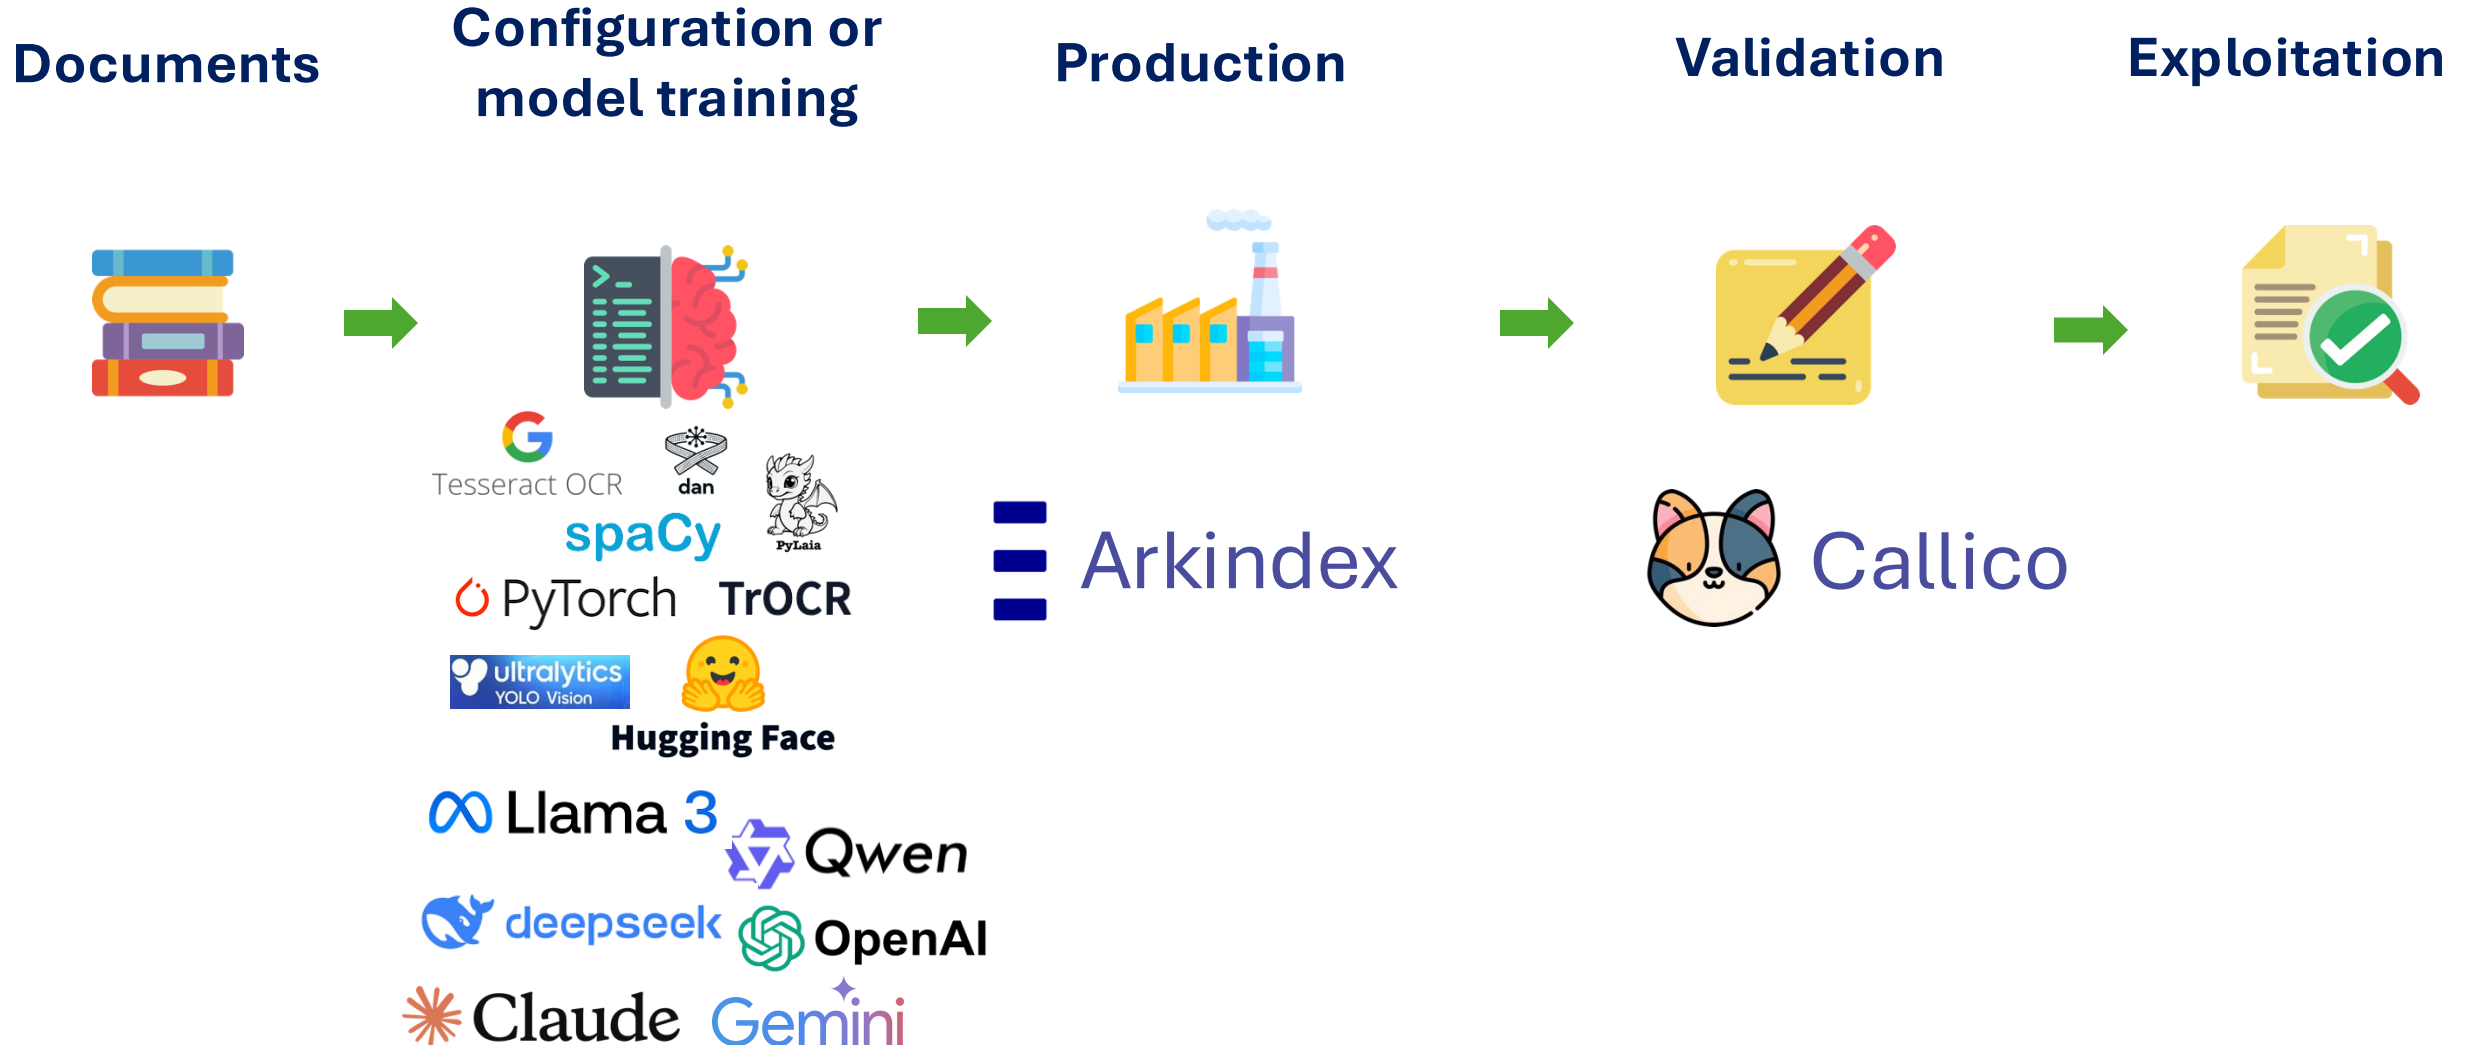 Documents
Configuration or
model training
Production
Validation
Exploitation
Tesseract OCR
dan
PyLaia
spaCy
PyTorch
TrOCR
ultralytics
YOLO Vision
Hugging Face
Llama 3
Qwen
deepseek
OpenAI
Claude
Gemini
Arkindex
Callico